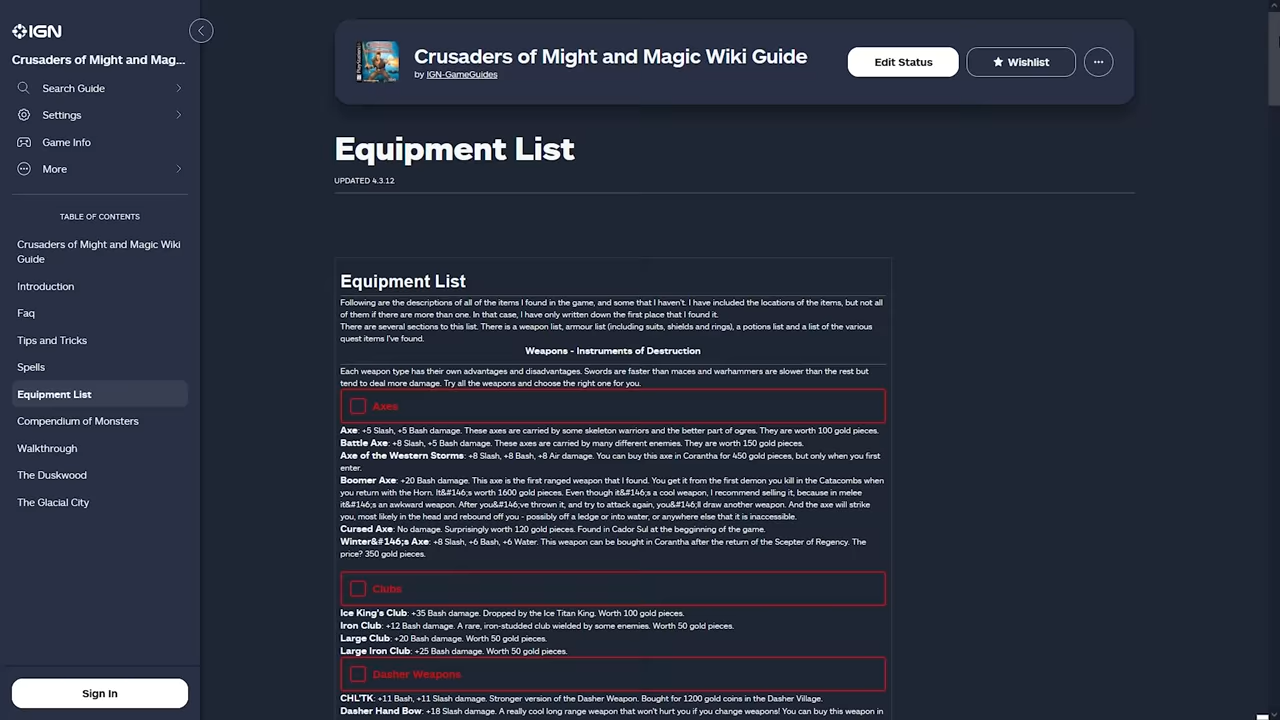 IGN
Crusaders of Might and Mag...
Search Guide
Settings
Game Info
More
TABLE OF CONTENTS
Crusaders of Might and Magic Wiki
Guide
Introduction
Faq
Tips and Tricks
Spells
Equipment List
Compendium of Monsters
Walkthrough
The Duskwood
The Glacial City
Sign In
Crusaders of Might and Magic Wiki Guide
by IGN-GameGuides
Edit Status
Wishlist
Equipment List
UPDATED 4.3.12
Equipment List
Following are the descriptions of all of the items I found in the game, and some that I haven't. I have included the locations of the items, but not all
of them if there are more than one. In that case, I have only written down the first place that I found it.
There are several sections to this list. There is a weapon list, armour list (including suits, shields and rings), a potions list and a list of the various
quest items I've found.
Weapons - Instruments of Destruction
Each weapon type has their own advantages and disadvantages. Swords are faster than maces and warhammers are slower than the rest but
tend to deal more damage. Try all the weapons and choose the right one for you.
Axes
Axe: +5 Slash, +5 Bash damage. These axes are carried by some skeleton warriors and the better part of ogres. They are worth 100 gold pieces.
Battle Axe: +8 Slash, +5 Bash damage. These axes are carried by many different enemies. They are worth 150 gold pieces.
Axe of the Western Storms: +8 Slash, +8 Bash, +8 Air damage. You can buy this axe in Corantha for 450 gold pieces, but only when you first
enter.
Boomer Axe: +20 Bash damage. This axe is the first ranged weapon that I found. You get it from the first demon you kill in the Catacombs when
you return with the Horn. It&#146;s worth 1600 gold pieces. Even though it&#146;s a cool weapon, I recommend selling it, because in melee
it&#146;s an awkward weapon. After you&#146;ve thrown it, and try to attack again, you&#146;ll draw another weapon. And the axe will strike
you, most likely in the head and rebound off you - possibly off a ledge or into water, or anywhere else that it is inaccessible.
Cursed Axe: No damage. Surprisingly worth 120 gold pieces. Found in Cador Sul at the begginning of the game.
Winter&#146;s Axe: +8 Slash, +6 Bash, +6 Water. This weapon can be bought in Corantha after the return of the Scepter of Regency. The
price? 350 gold pieces.
Clubs
Ice King's Club: +35 Bash damage. Dropped by the Ice Titan King. Worth 100 gold pieces.
Iron Club: +12 Bash damage. A rare, iron-studded club wielded by some enemies. Worth 50 gold pieces.
Large Club: +20 Bash damage. Worth 50 gold pieces.
Large Iron Club: +25 Bash damage. Worth 50 gold pieces.
Dasher Weapons
CHL'TK: +11 Bash, +11 Slash damage. Stronger version of the Dasher Weapon. Bought for 1200 gold coins in the Dasher Village.
Dasher Hand Bow: +18 Slash damage. A really cool long range weapon that won't hurt you if you change weapons! You can buy this weapon in